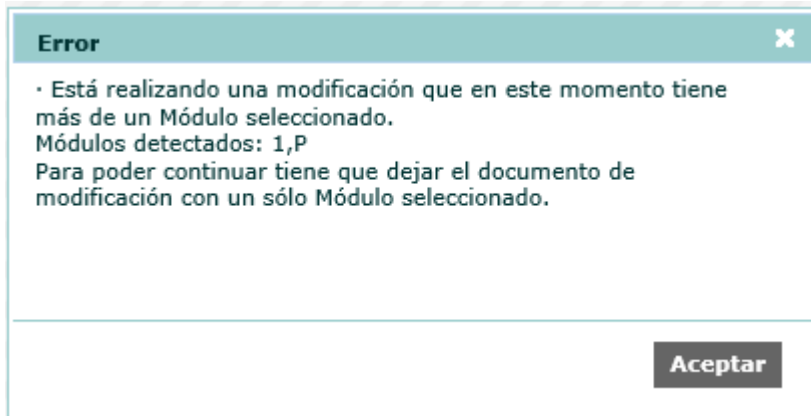 Error
· Está realizando una modificación que en este momento tiene
más de un Módulo seleccionado.
Módulos detectados: 1,P
Para poder continuar tiene que dejar el documento de
modificación con un sólo Módulo seleccionado.
Aceptar